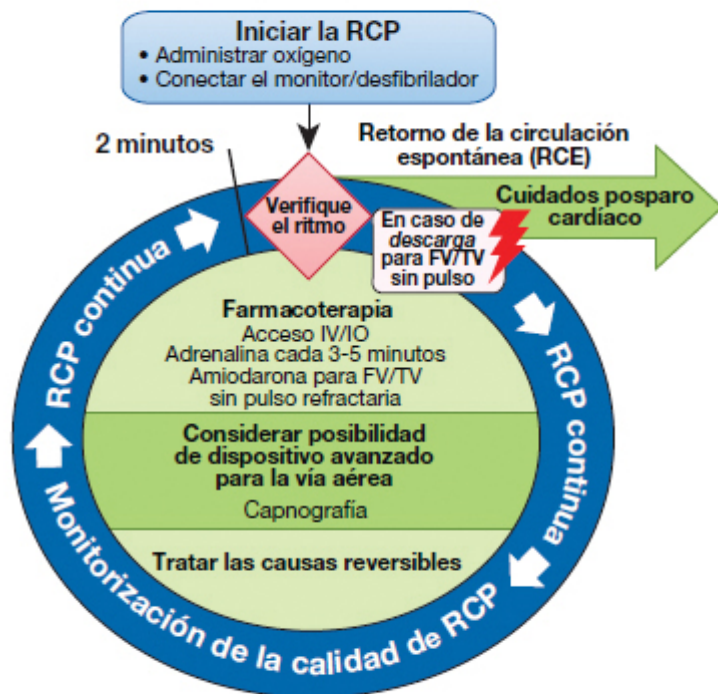 Iniciar la RCP
• Administrar oxígeno
• Conectar el monitor/desfibrilador
2 minutos
Retorno de la circulación
espontánea (RCE)
Cuidados posparo
cardíaco
Verifique
el ritmo
En caso de
descarga
para FV/TV
sin pulso
RCP continua
RCP continua
Farmacoterapia
Acceso IV/IO
Adrenalina cada 3-5 minutos
Amiodarona para FV/TV
sin pulso refractaria
Considerar posibilidad
de dispositivo avanzado
para la vía aérea
Capnografía
Tratar las causas reversibles
Monitorización de la calidad de RCP